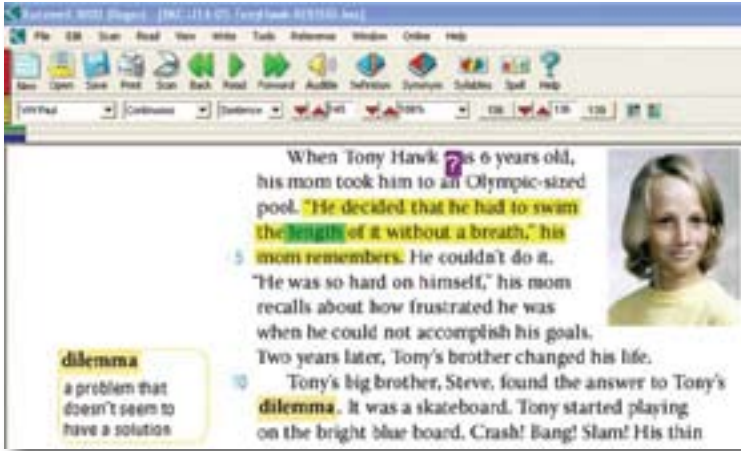 File Edit Scan Read View Write Tools Reference Window Online Help
New Open Save Print Scan Back Read Forward Audible Definition Synonym Syllables Spell Help
VW Paul Continuous Sentence
When Tony Hawk ?as 6 years old,
his mom took him to an Olympic-sized
pool. "He decided that he had to swim
the length of it without a breath," his
5 mom remembers. He couldn't do it.
"He was so hard on himself," his mom
recalls about how frustrated he was
when he could not accomplish his goals.
Two years later, Tony's brother changed his life.
10 Tony's big brother, Steve, found the answer to Tony's
dilemma. It was a skateboard. Tony started playing
on the bright blue board. Crash! Bang! Slam! His thin
dilemma
a problem that
doesn't seem to
have a solution